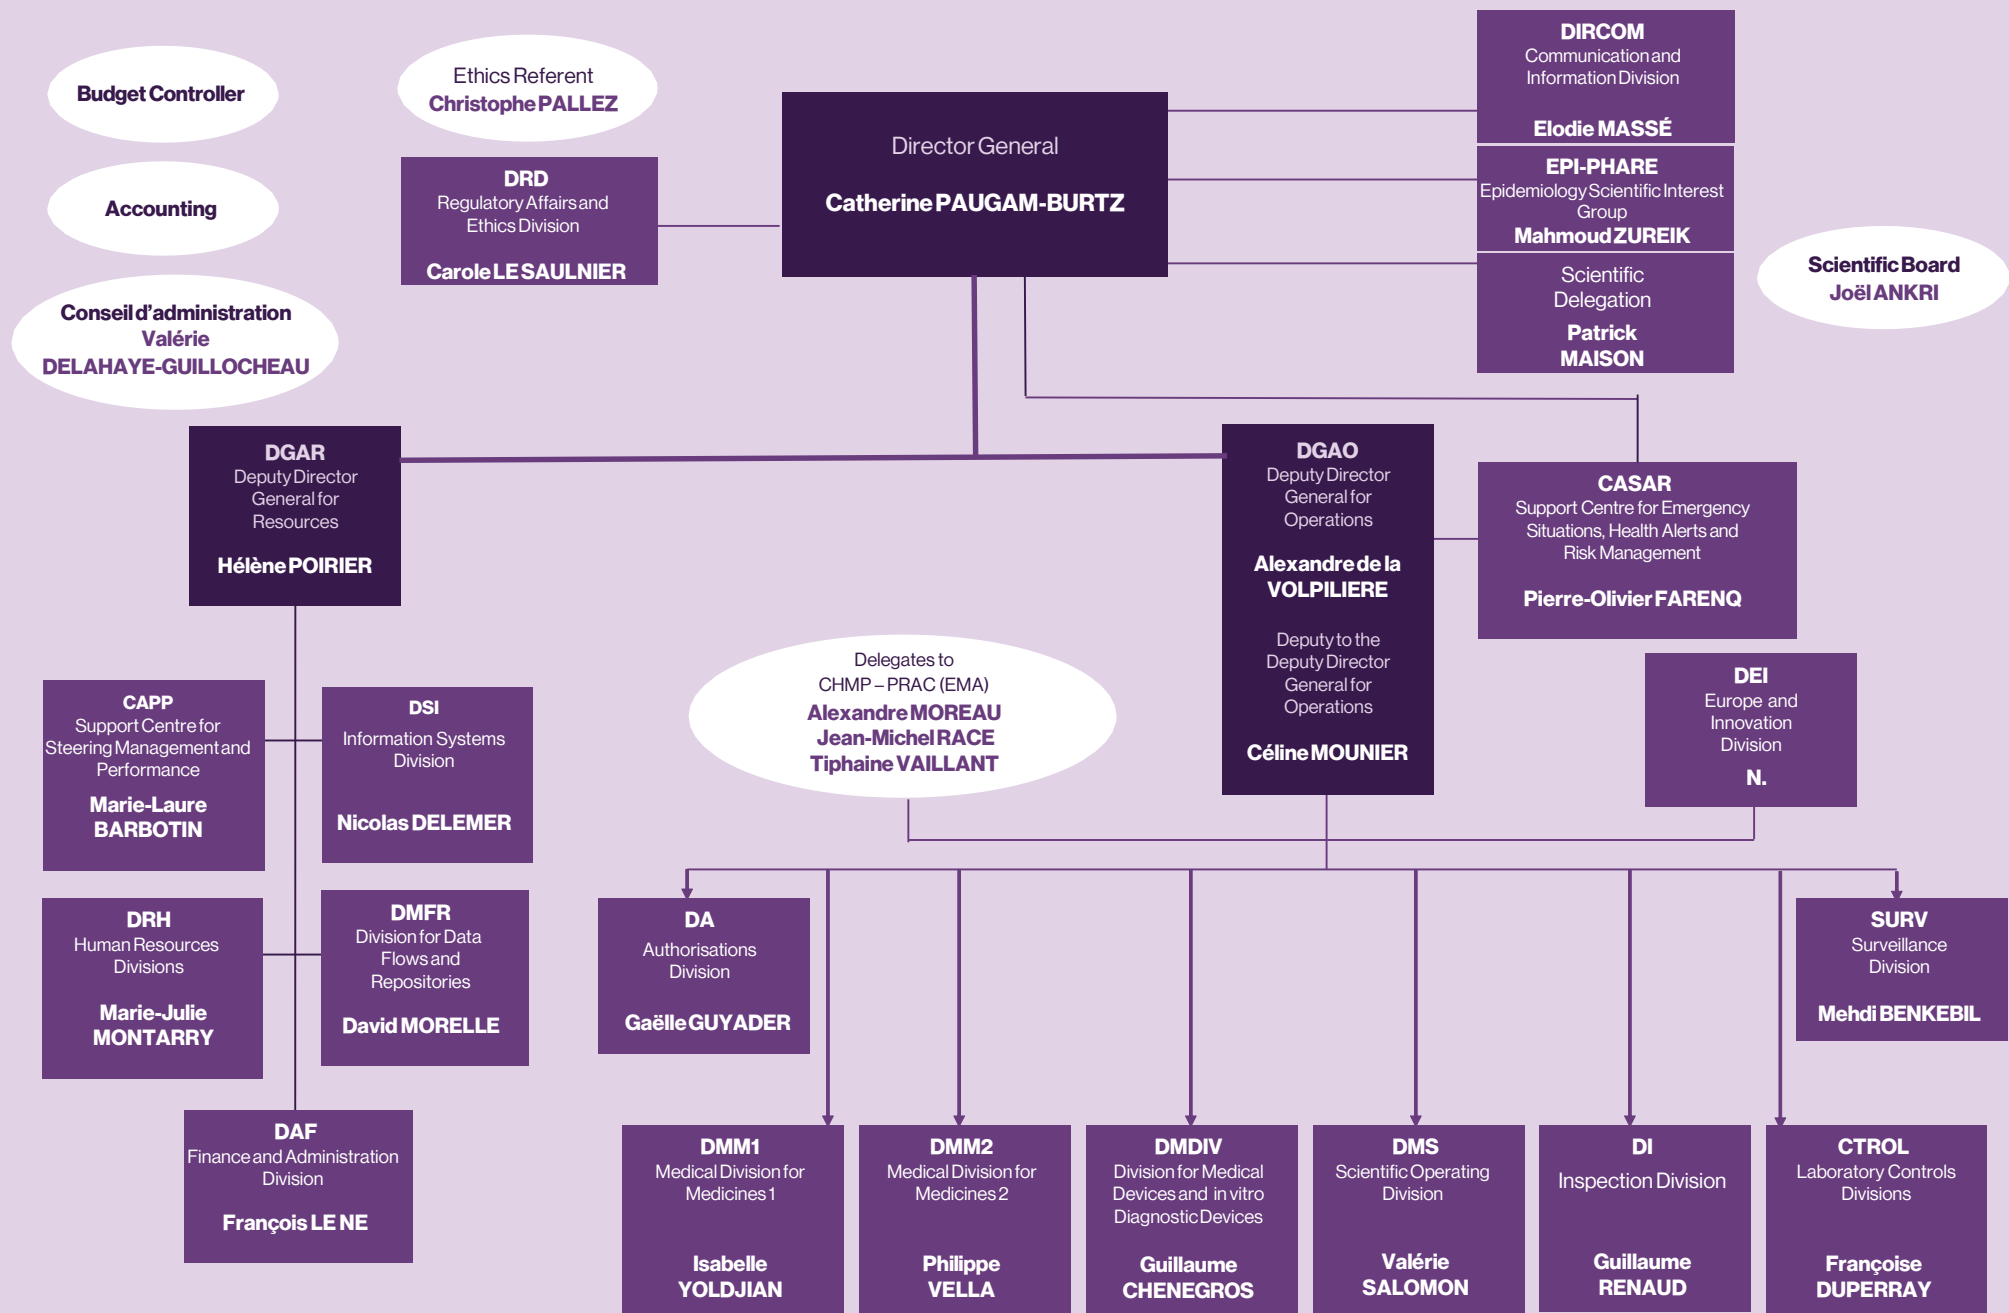 Budget Controller
Accounting
Conseil d’administration
Valérie
DELAHAYE-GUILLOCHEAU
Ethics Referent
Christophe PALLEZ
DRD
Regulatory Affairs and
Ethics Division
Carole LE SAULNIER
Director General
Catherine PAUGAM-BURTZ
DIRCOM
Communication and
Information Division
Elodie MASSÉ
EPI-PHARE
Epidemiology Scientific Interest
Group
Mahmoud ZUREIK
Scientific
Delegation
Patrick
MAISON
Scientific Board
Joël ANKRI
DGAR
Deputy Director
General for
Resources
Hélène POIRIER
DGAO
Deputy Director
General for
Operations
Alexandre de la
VOLPILIERE
Deputy to the
Deputy Director
General for
Operations
Céline MOUNIER
CASAR
Support Centre for Emergency
Situations, Health Alerts and
Risk Management
Pierre-Olivier FARENQ
Delegates to
CHMP – PRAC (EMA)
Alexandre MOREAU
Jean-Michel RACE
Tiphaine VAILLANT
DEI
Europe and
Innovation
Division
N.
CAPP
Support Centre for
Steering Management and
Performance
Marie-Laure
BARBOTIN
DSI
Information Systems
Division
Nicolas DELEMER
DRH
Human Resources
Divisions
Marie-Julie
MONTARRY
DMFR
Division for Data
Flows and
Repositories
David MORELLE
DAF
Finance and Administration
Division
François LE NE
DA
Authorisations
Division
Gaëlle GUYADER
SURV
Surveillance
Division
Mehdi BENKEBIL
DMM1
Medical Division for
Medicines 1
Isabelle
YOLDJIAN
DMM2
Medical Division for
Medicines 2
Philippe
VELLA
DMDIV
Division for Medical
Devices and in vitro
Diagnostic Devices
Guillaume
CHENEGROS
DMS
Scientific Operating
Division
Valérie
SALOMON
DI
Inspection Division
Guillaume
RENAUD
CTROL
Laboratory Controls
Divisions
Françoise
DUPERRAY